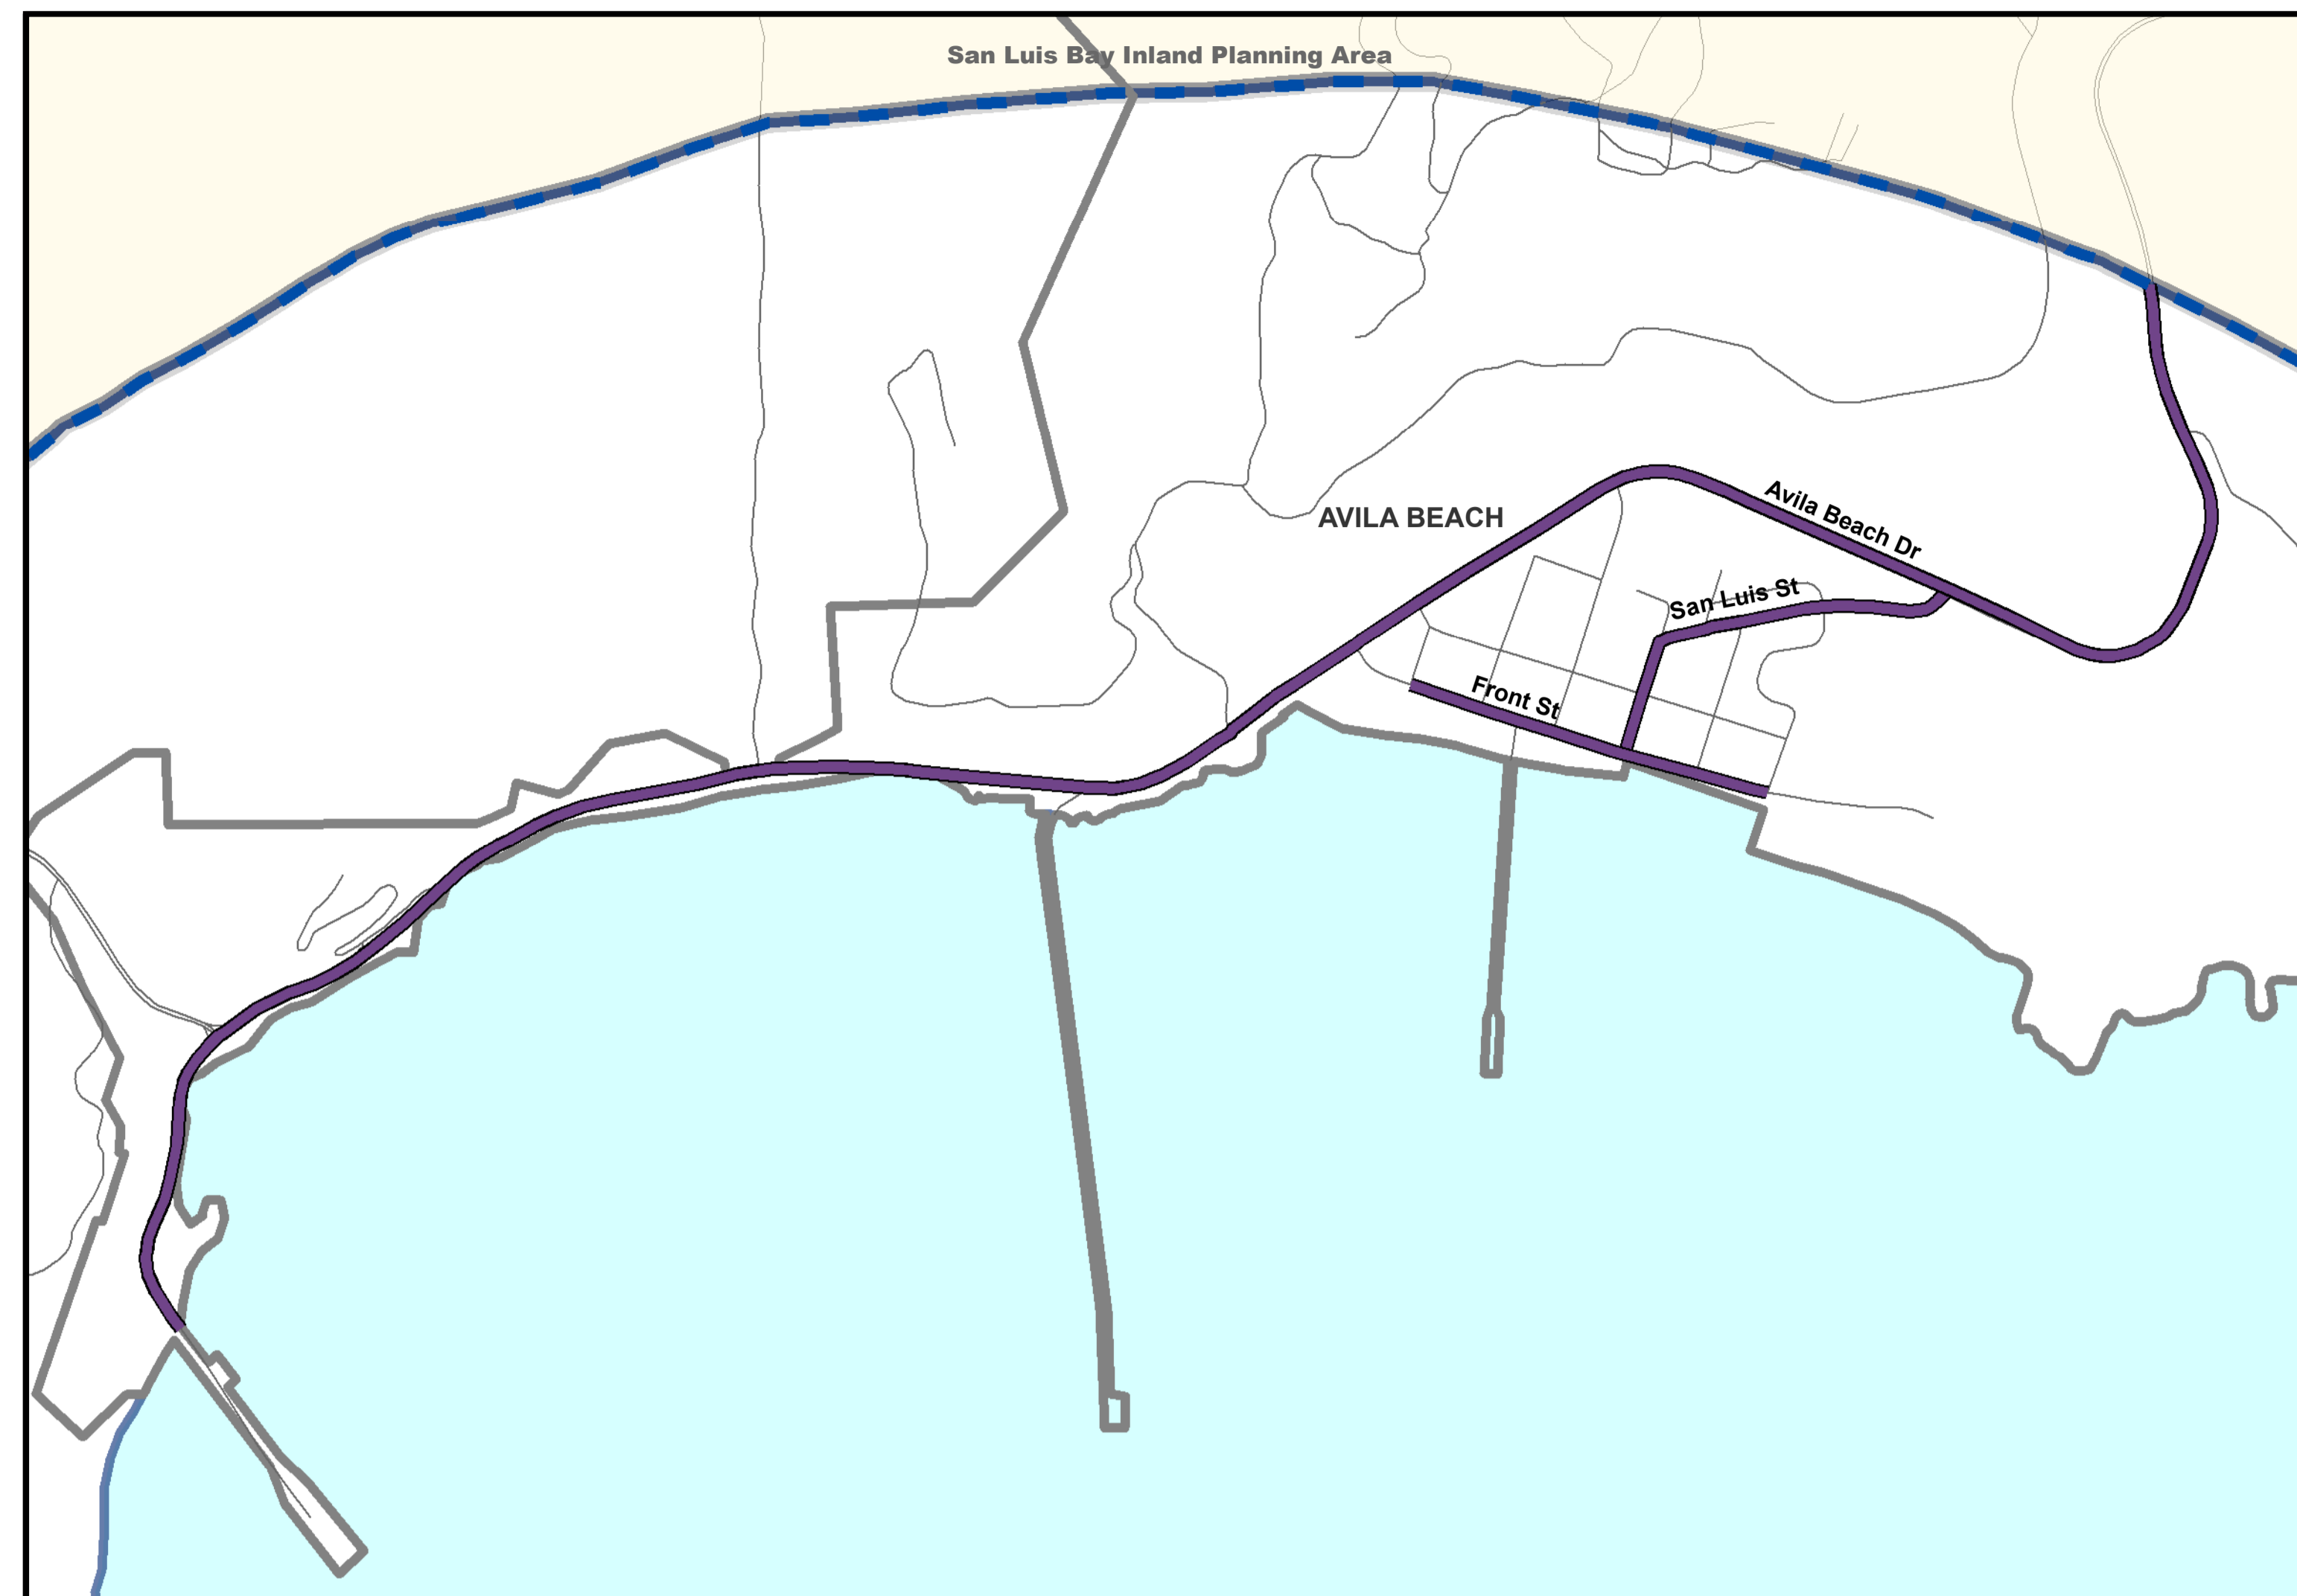 San Luis Bay Inland Planning Area
AVILA BEACH
Avila Beach Dr
San Luis St
Front St